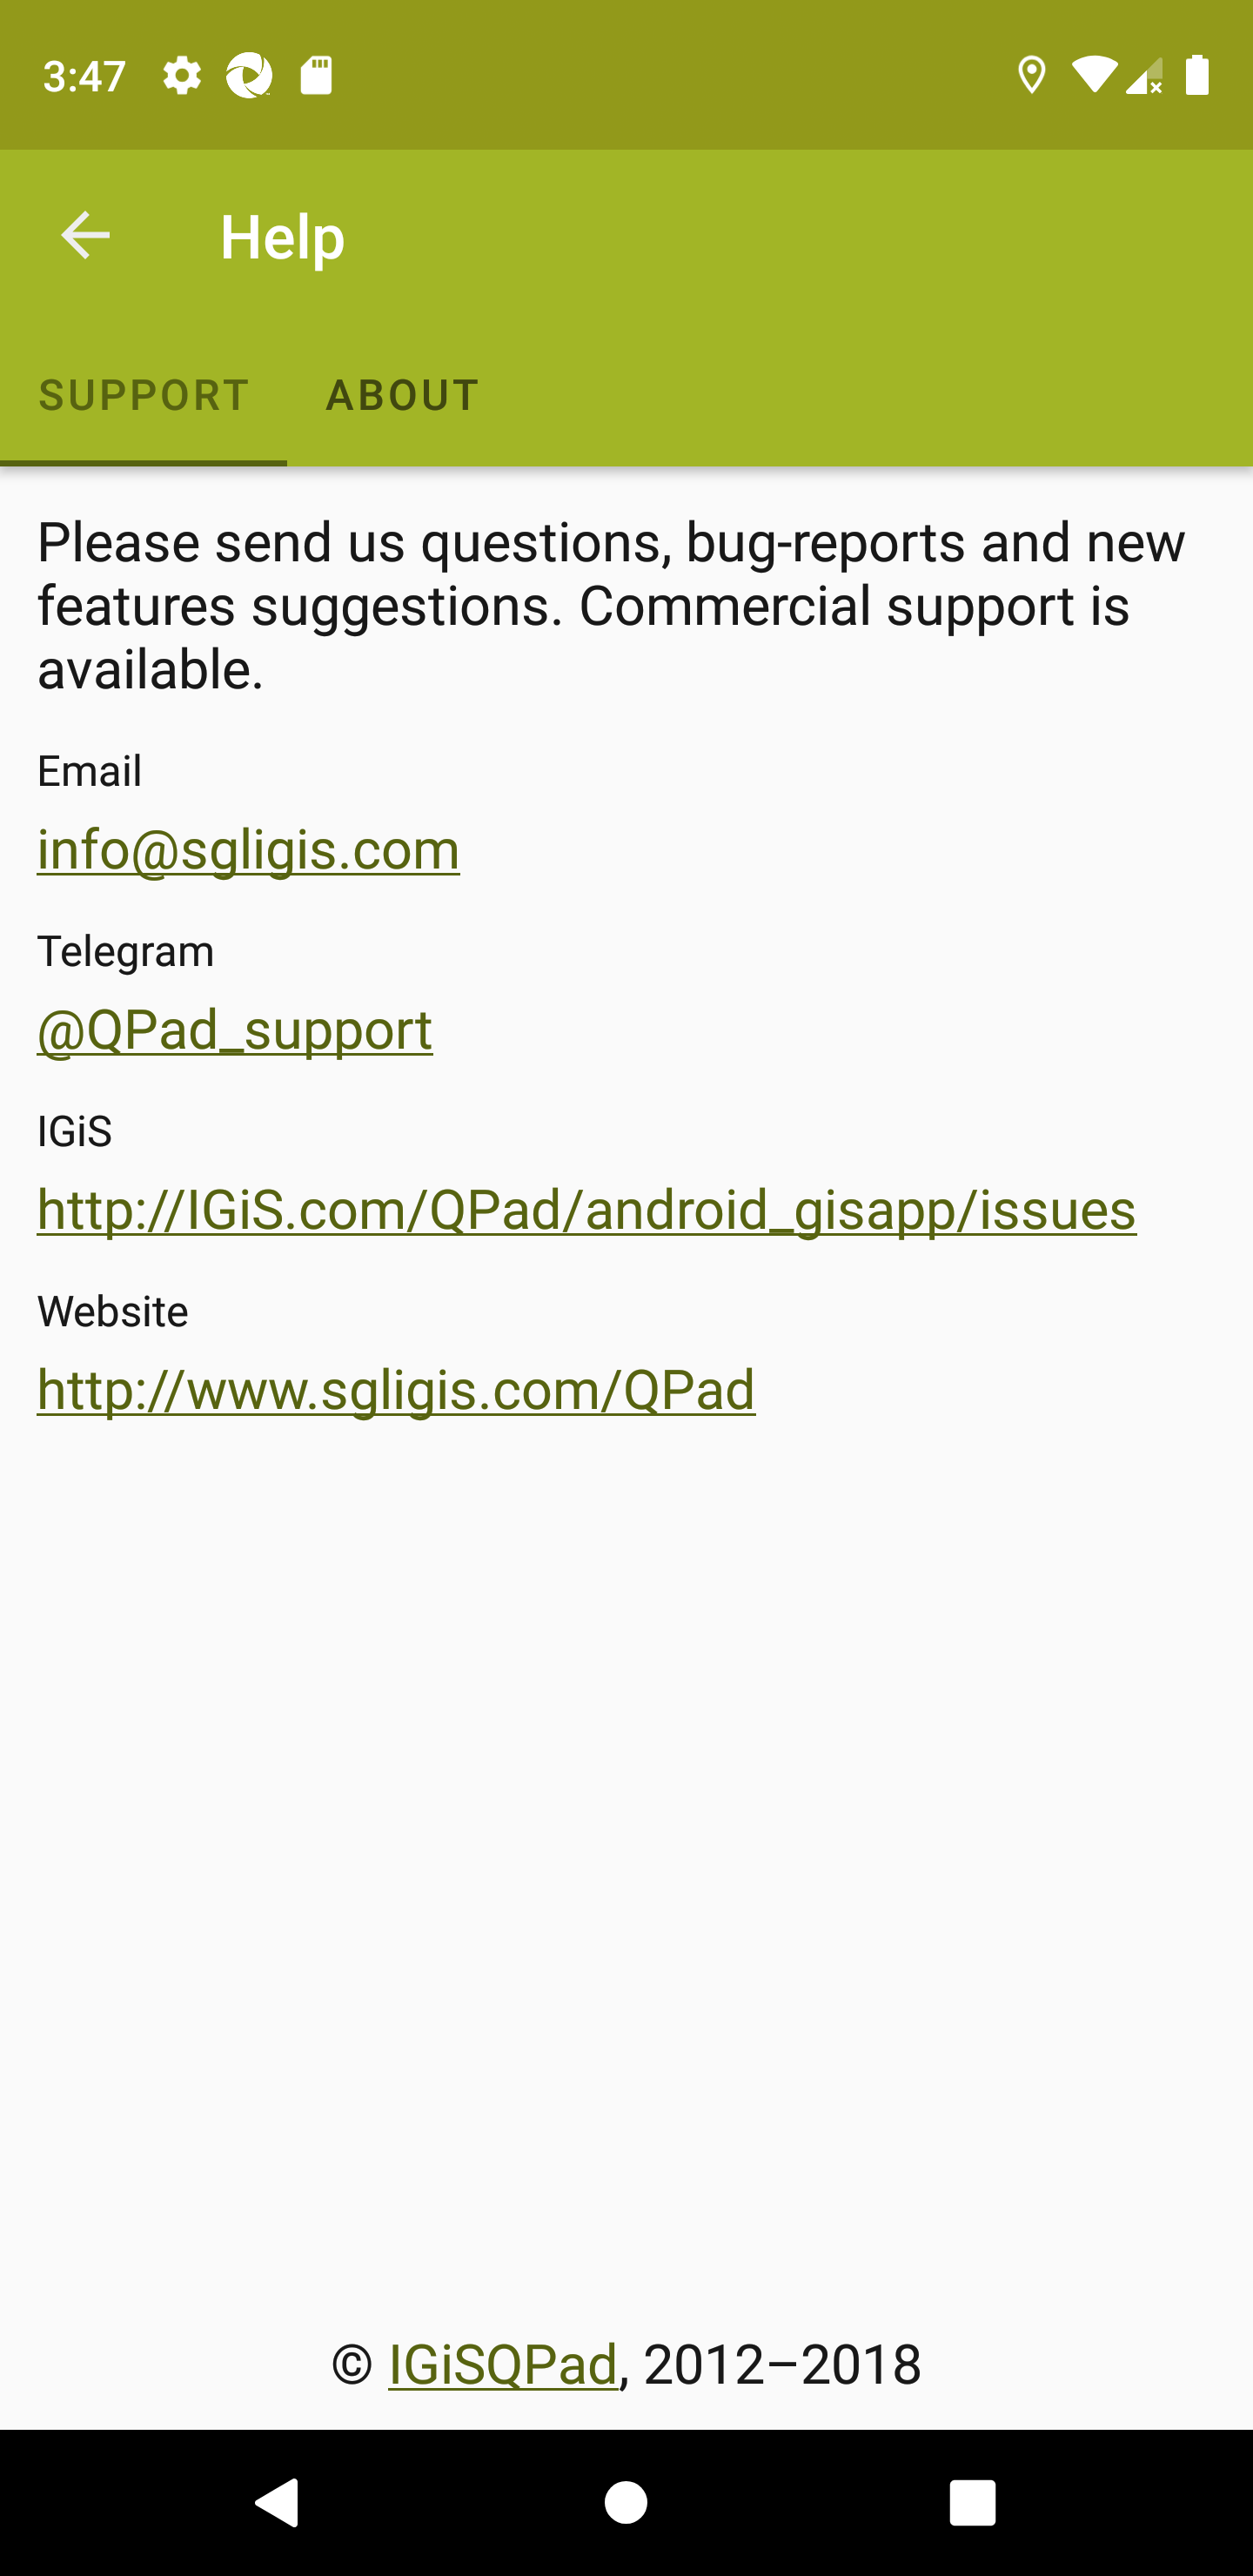 3:47
Help
SUPPORT ABOUT
Please send us questions, bug-reports and new
features suggestions. Commercial support is
available.
Email
info@sgligis.com
Telegram
@QPad_support
IGiS
http://IGiS.com/QPad/android_gisapp/issues
Website
http://www.sgligis.com/QPad
© IGiSQPad, 2012–2018